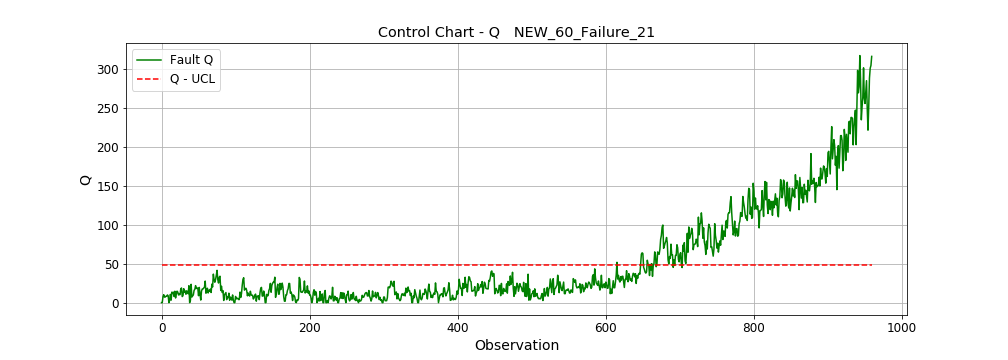 Control Chart - Q   NEW_60_Failure_21
Fault Q
Q - UCL
Q
300
250
200
150
100
50
0
0 200 400 600 800 1000
Observation